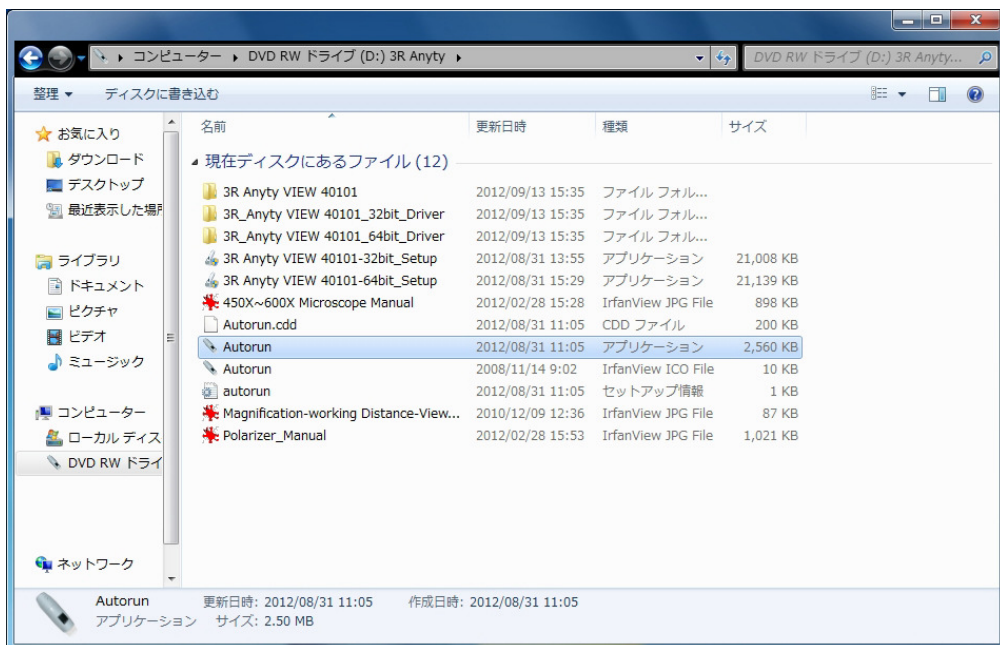 コンピューター ▸ DVD RW ドライブ (D:) 3R Anyty ▸ DVD RW ドライブ (D:) 3R Anyty...
整理 ディスクに書き込む
お気に入り
ダウンロード
デスクトップ
最近表示した場所
ライブラリ
ドキュメント
ピクチャ
ビデオ
ミュージック
コンピューター
ローカル ディス
DVD RW ドライ
ネットワーク
名前 更新日時 種類 サイズ
現在ディスクにあるファイル (12)
3R Anyty VIEW 40101 2012/09/13 15:35 ファイル フォル...
3R_Anyty VIEW 40101_32bit_Driver 2012/09/13 15:35 ファイル フォル...
3R_Anyty VIEW 40101_64bit_Driver 2012/09/13 15:35 ファイル フォル...
3R Anyty VIEW 40101-32bit_Setup 2012/08/31 13:55 アプリケーション 21,008 KB
3R Anyty VIEW 40101-64bit_Setup 2012/08/31 15:29 アプリケーション 21,139 KB
450X~600X Microscope Manual 2012/02/28 15:28 IrfanView JPG File 898 KB
Autorun.cdd 2012/08/31 11:05 CDD ファイル 200 KB
Autorun 2012/08/31 11:05 アプリケーション 2,560 KB
Autorun 2008/11/14 9:02 IrfanView ICO File 10 KB
autorun 2012/08/31 11:05 セットアップ情報 1 KB
Magnification-working Distance-View... 2010/12/09 12:36 IrfanView JPG File 87 KB
Polarizer_Manual 2012/02/28 15:53 IrfanView JPG File 1,021 KB
Autorun 更新日時: 2012/08/31 11:05 作成日時: 2012/08/31 11:05
アプリケーション サイズ: 2.50 MB